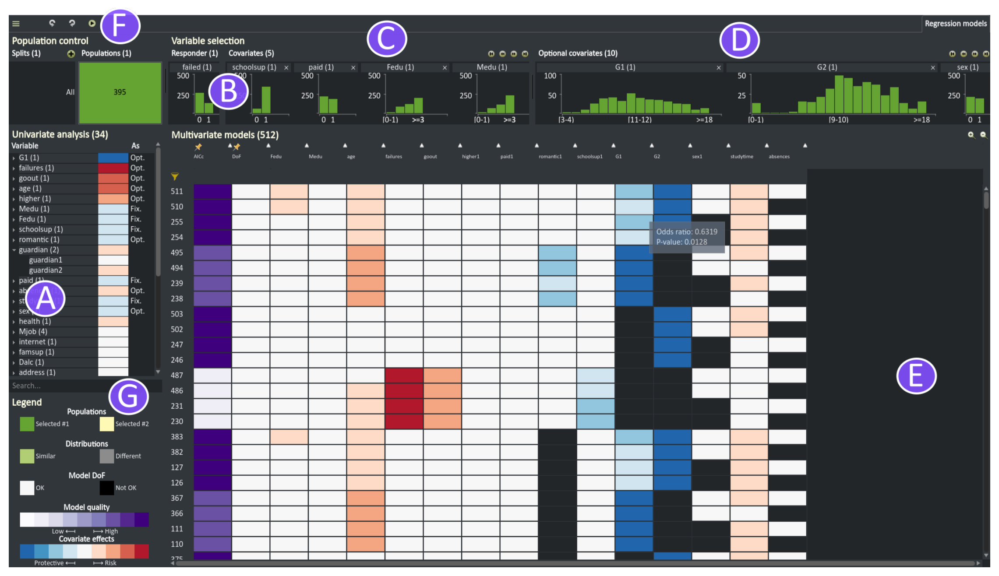 F
C
D
Regression models
Population control
Variable selection
Splits (1)
Populations (1)
Responder (1)
Covariates (5)
Optional covariates (10)
failed (1)
schoolsup (1) ×
paid (1) ×
Fedu (1) ×
Medu (1)
G1 (1) ×
G2 (1) ×
sex (1)
500
500
500
500
100
50
500
All
395
250
B
250
250
250
50
25
250
0 1
0 1
0 1
[0-1) >=3
[0-1) >=3
[3-4) [11-12) >=18
[0-1) [9-10) >=18
0 1
Univariate analysis (34)
Variable As
G1 (1) Opt.
failures (1) Opt.
goout (1) Opt.
age (1) Opt.
higher (1) Opt.
Medu (1) Fix.
Fedu (1) Fix.
schoolsup (1) Fix.
romantic (1) Opt.
guardian (2)
guardian1
guardian2
paid (1) Fix.
Opt.
A
Fix.
sex Opt.
health (1)
Mjob (4)
internet (1)
famsup (1)
Dalc (1)
address (1)
Search...
G
Legend
Populations
Selected #1 Selected #2
Distributions
Similar Different
Model DoF
OK Not OK
Model quality
Low ⟻ ⟼ High
Covariate effects
Protective ⟻ ⟼ Risk
Multivariate models (512)
AICc DoF Fedu Medu age failures goout higher1 paid1 romantic1 schoolsup1 G1 G2 sex1 studytime absences
511
510
255
254
Odds ratio: 0.6319
P-value: 0.0128
495
494
239
238
503
502
247
246
487
E
486
231
230
383
382
127
126
367
366
111
110
375